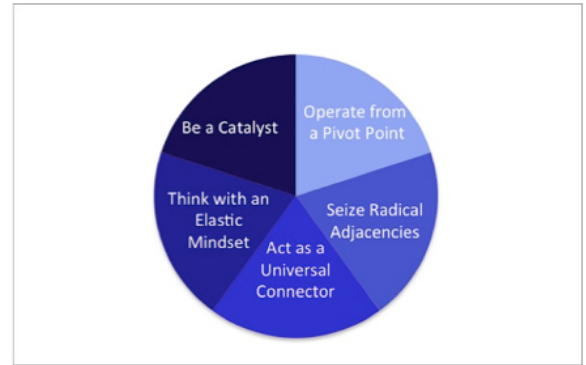 Operate from
a Pivot Point
Seize Radical
Adjacencies
Act as a
Universal
Connector
Think with an
Elastic
Mindset
Be a Catalyst